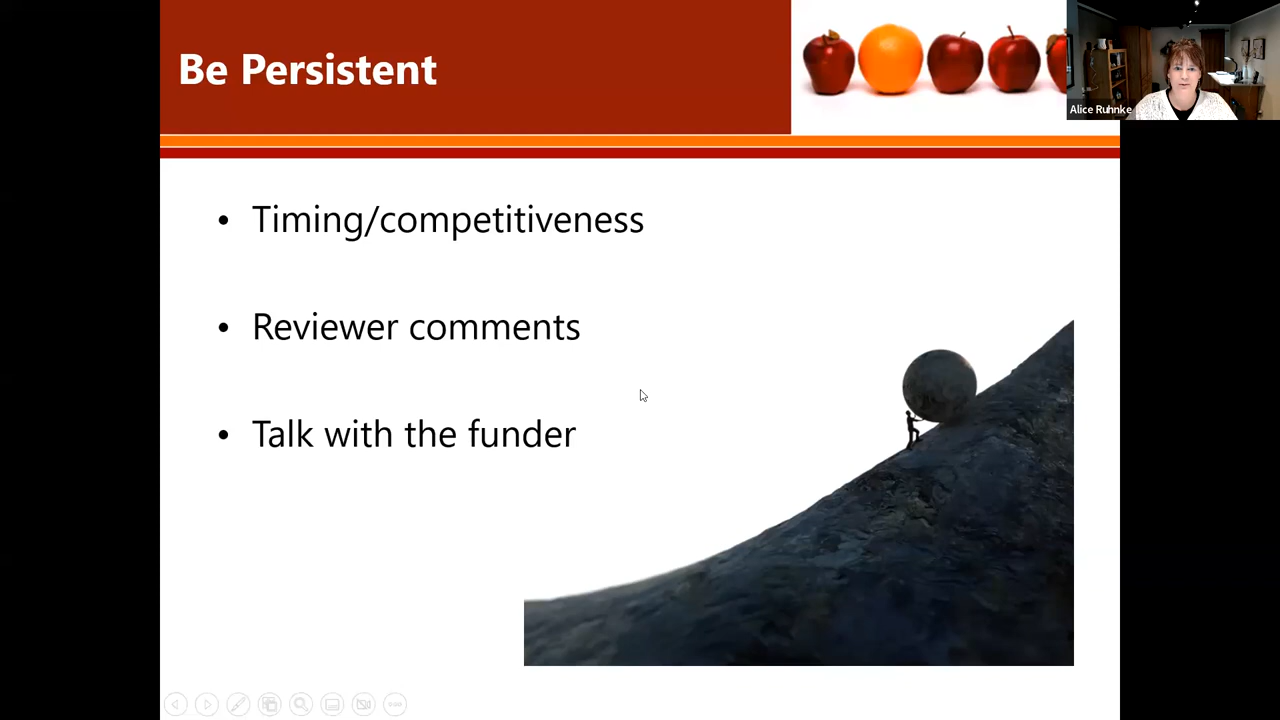 Be Persistent
Alice Ruhnke
• Timing/competitiveness
• Reviewer comments
• Talk with the funder